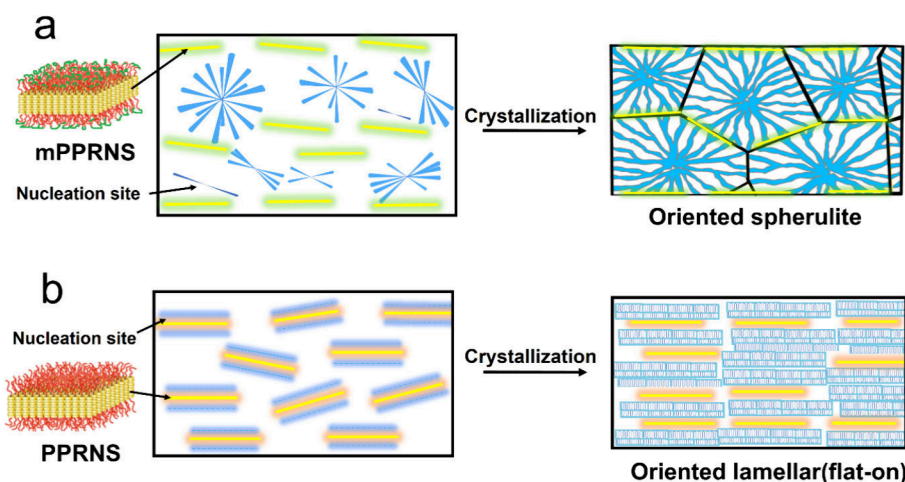 a
mPPRNS
Nucleation site
Crystallization
Oriented spherulite
b
Nucleation site
PPRNS
Crystallization
Oriented lamellar(flat-on)